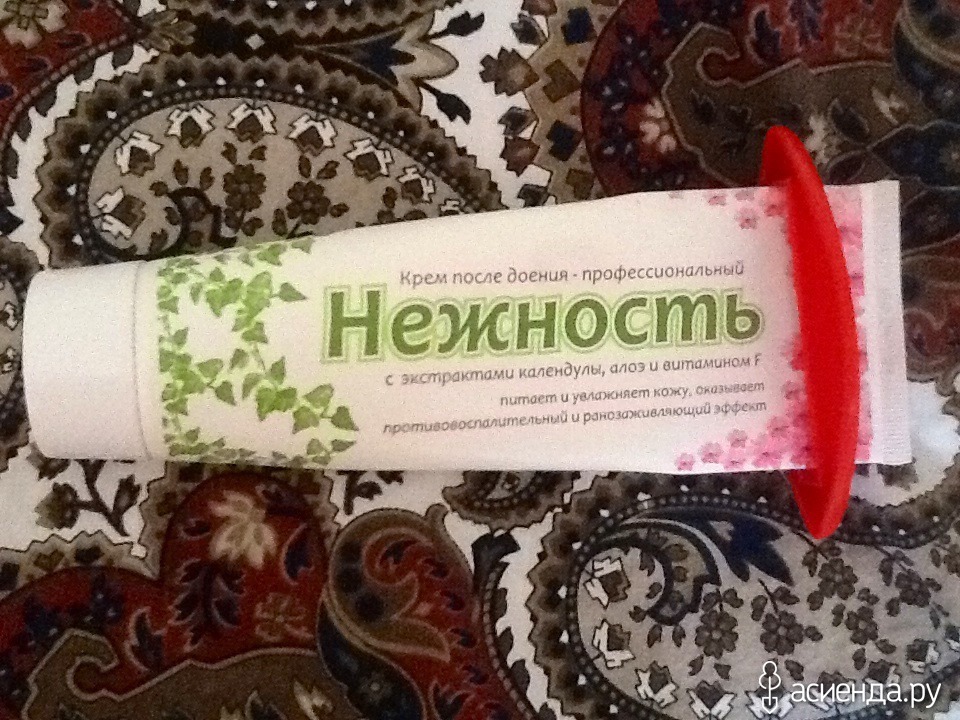 Крем после доения - профессиональный
Нежность
с экстрактами календулы, алоэ и витамином F
питает и увлажняет кожу, оказывает
противовоспалительный и ранозаживляющий эффект
асиенда.ру